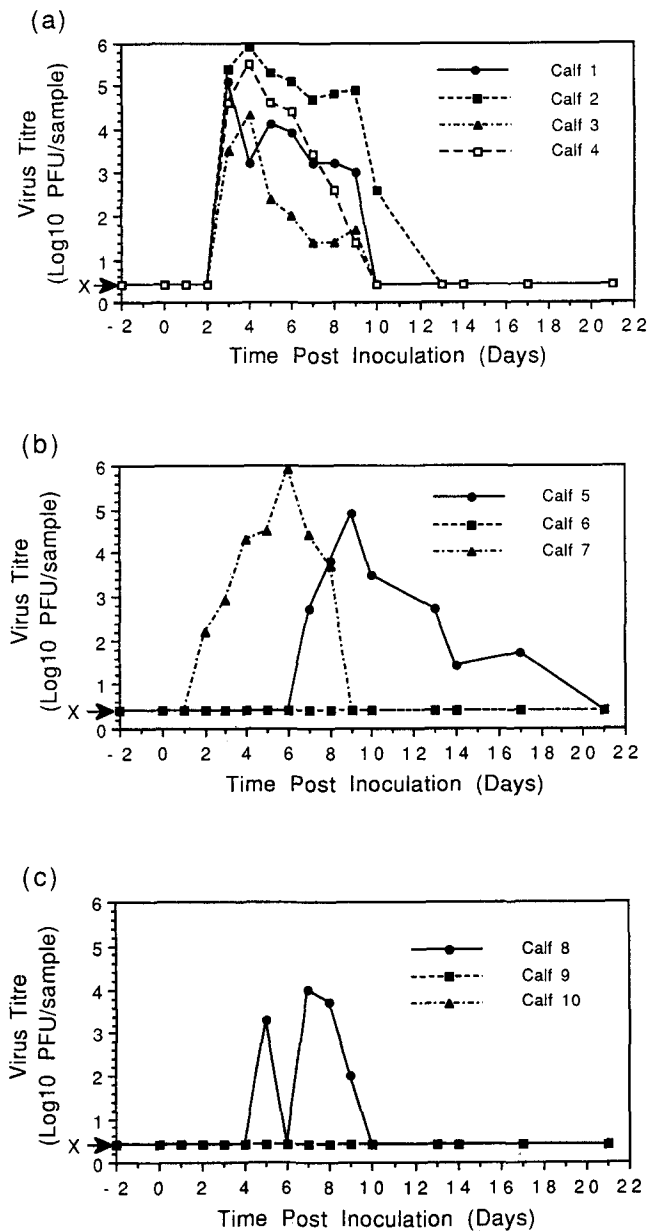 (a)
Virus Titre
(Log10 PFU/sample)
6
5
4
3
2
1
0
X
Calf 1
Calf 2
Calf 3
Calf 4
-2 0 2 4 6 8 10 12 14 16 18 20 22
Time Post Inoculation (Days)
(b)
Virus Titre
(Log10 PFU/sample)
6
5
4
3
2
1
0
X
Calf 5
Calf 6
Calf 7
-2 0 2 4 6 8 10 12 14 16 18 20 22
Time Post Inoculation (Days)
(c)
Virus Titre
(Log10 PFU/sample)
6
5
4
3
2
1
0
X
Calf 8
Calf 9
Calf 10
-2 0 2 4 6 8 10 12 14 16 18 20 22
Time Post Inoculation (Days)